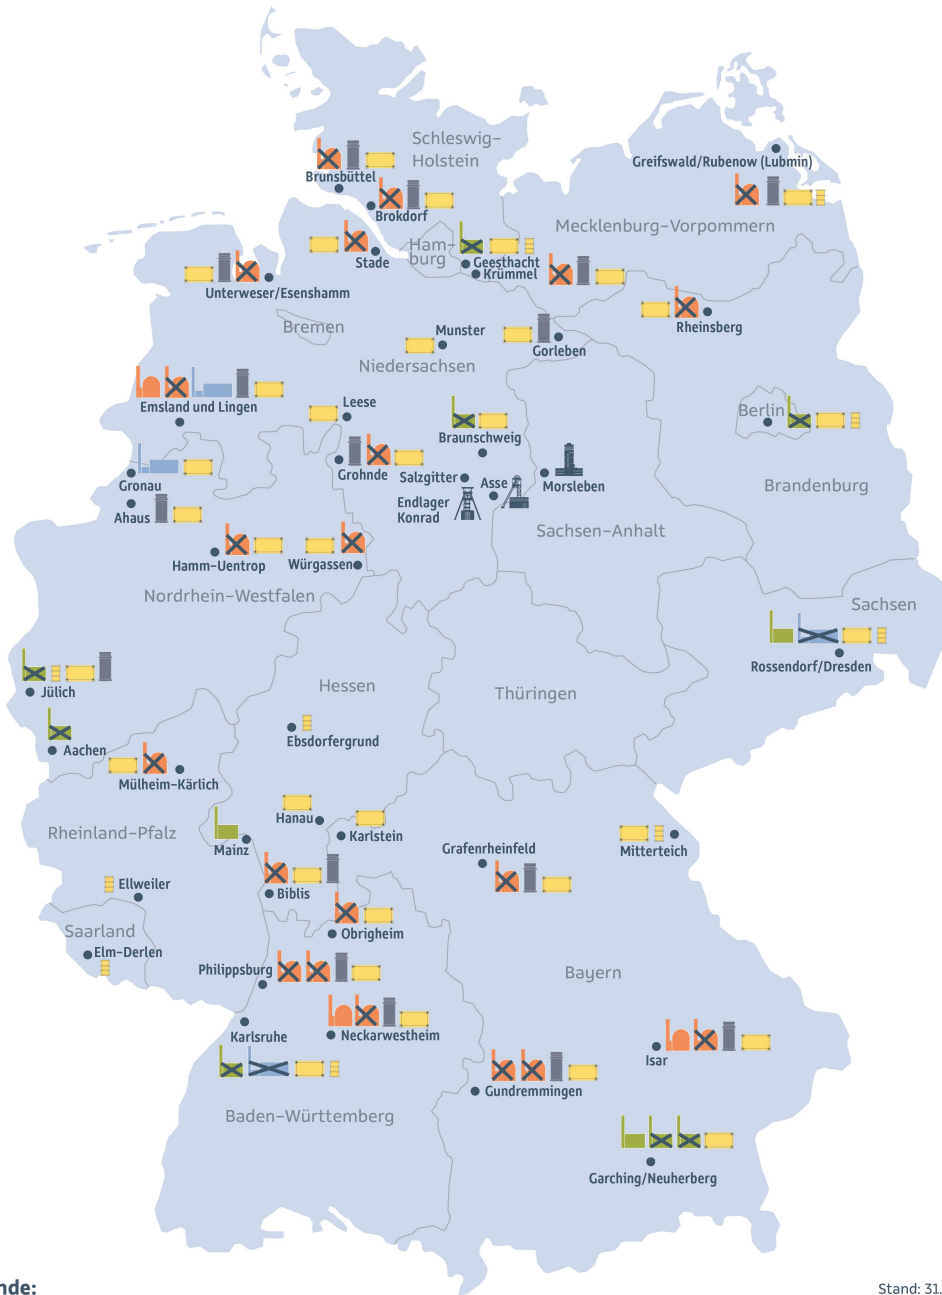 Schleswig-
Holstein
Brunsbüttel
Greifswald/Rubenow (Lubmin)
Brokdorf
Mecklenburg-Vorpommern
Stade
Ham-
burg
Geesthacht
Krümmel
Unterweser/Esenshamm
Rheinsberg
Bremen
Munster
Gorleben
Niedersachsen
Emsland und Lingen
Leese
Berlin
Braunschweig
Grohnde
Salzgitter
Asse
Morsleben
Gronau
Brandenburg
Endlager
Konrad
Ahaus
Sachsen-Anhalt
Hamm-Uentrop
Würgassen
Nordrhein-Westfalen
Sachsen
Rossendorf/Dresden
Jülich
Hessen
Thüringen
Ebsdorfergrund
Aachen
Mülheim-Kärlich
Hanau
Karlstein
Rheinland-Pfalz
Mainz
Grafenrheinfeld
Mitterteich
Ellweiler
Biblis
Saarland
Obrigheim
Elm-Derlen
Philippsburg
Bayern
Karlsruhe
Neckarwestheim
Isar
Gundremmingen
Baden-Württemberg
Garching/Neuherberg
nde:
Stand: 31.